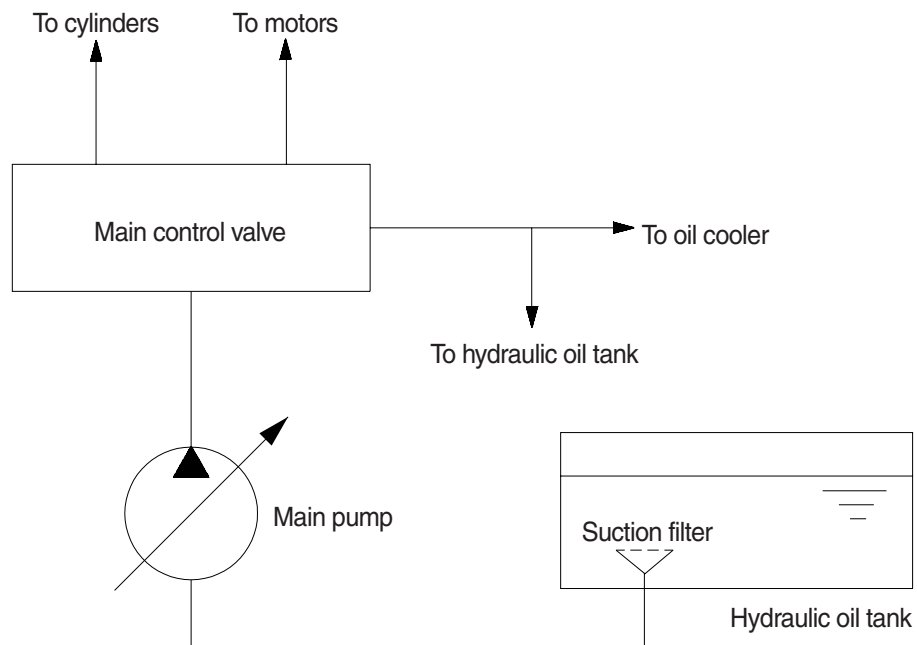 To cylinders
To motors
Main control valve
To oil cooler
To hydraulic oil tank
Main pump
Suction filter
Hydraulic oil tank